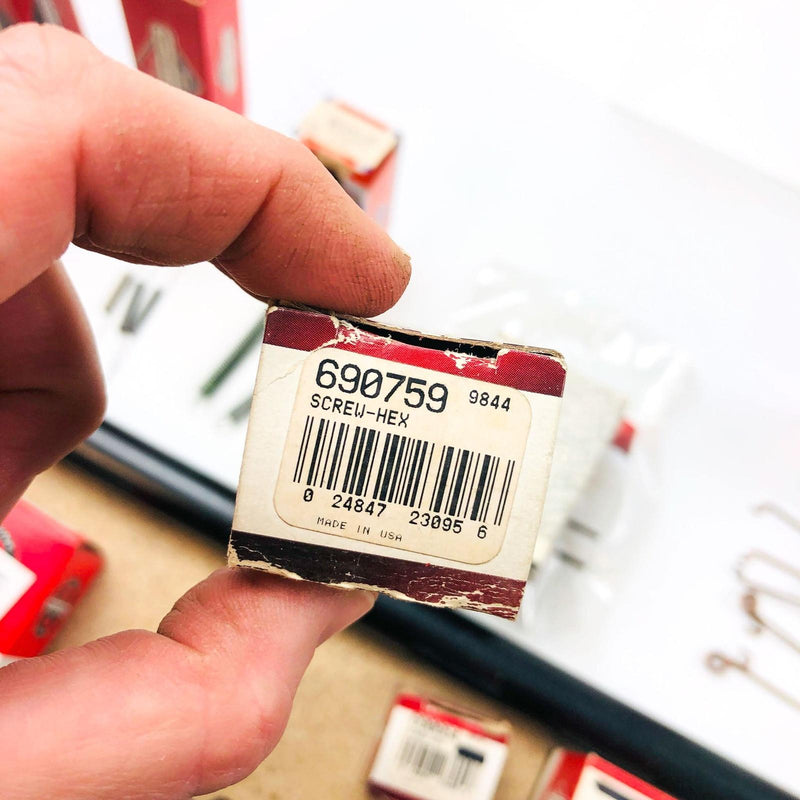 690759 9844
SCREW-HEX
0 24847 23095 6
MADE IN USA